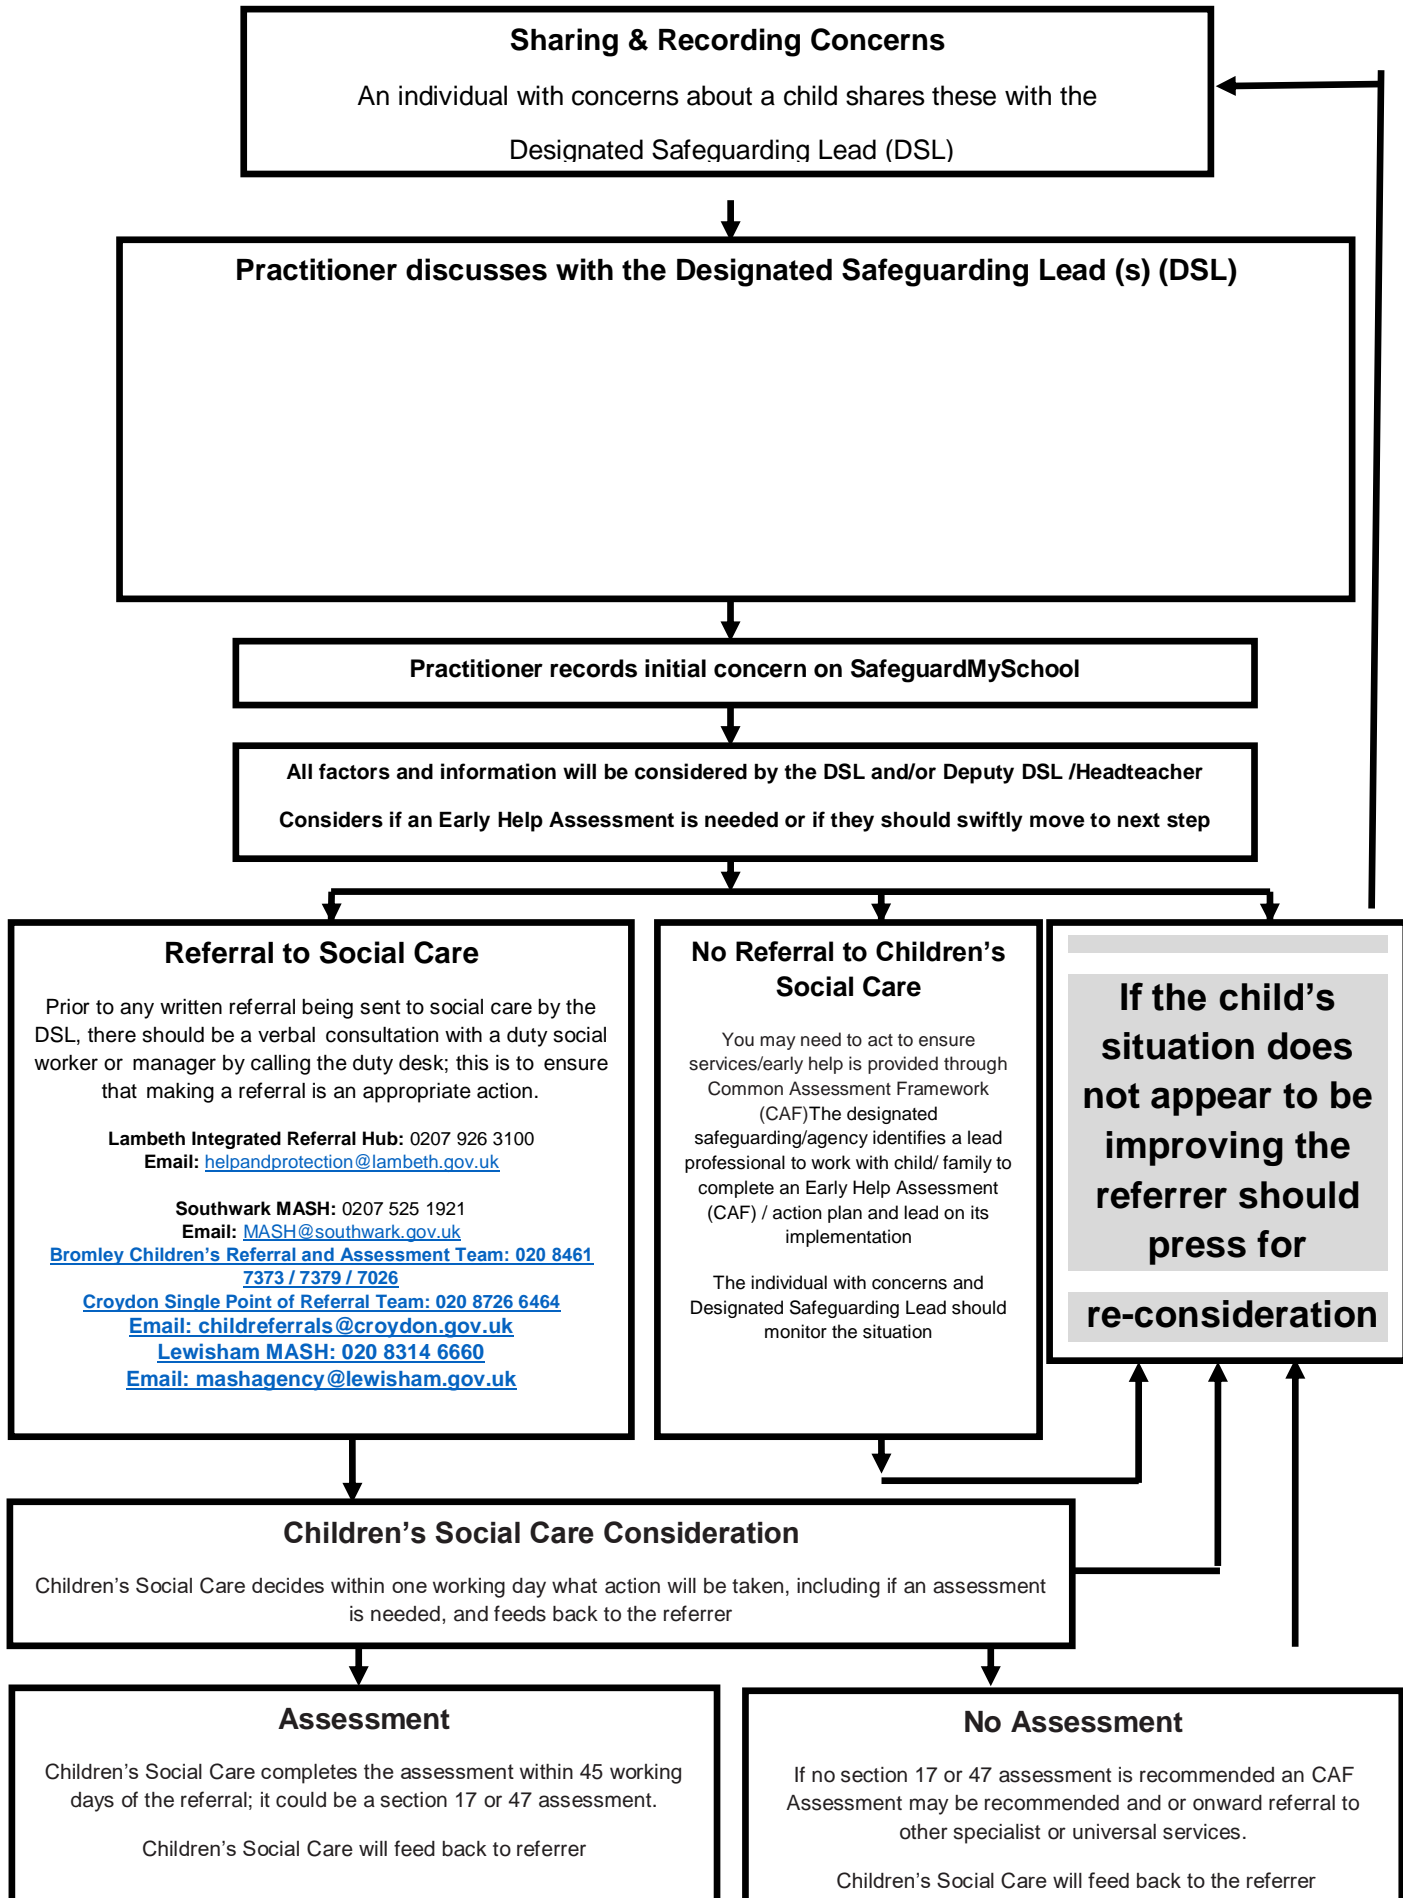 Sharing & Recording Concerns
An individual with concerns about a child shares these with the
Designated Safeguarding Lead (DSL)
Practitioner discusses with the Designated Safeguarding Lead (s) (DSL)
Practitioner records initial concern on SafeguardMySchool
All factors and information will be considered by the DSL and/or Deputy DSL /Headteacher
Considers if an Early Help Assessment is needed or if they should swiftly move to next step
Referral to Social Care
Prior to any written referral being sent to social care by the
DSL, there should be a verbal consultation with a duty social
worker or manager by calling the duty desk; this is to ensure
that making a referral is an appropriate action.
Lambeth Integrated Referral Hub: 0207 926 3100
Email: helpandprotection@lambeth.gov.uk
Southwark MASH: 0207 525 1921
Email: MASH@southwark.gov.uk
Bromley Children’s Referral and Assessment Team: 020 8461
7373 / 7379 / 7026
Croydon Single Point of Referral Team: 020 8726 6464
Email: childreferrals@croydon.gov.uk
Lewisham MASH: 020 8314 6660
Email: mashagency@lewisham.gov.uk
No Referral to Children’s
Social Care
You may need to act to ensure
services/early help is provided through
Common Assessment Framework
(CAF)The designated
safeguarding/agency identifies a lead
professional to work with child/ family to
complete an Early Help Assessment
(CAF) / action plan and lead on its
implementation
The individual with concerns and
Designated Safeguarding Lead should
monitor the situation
If the child’s
situation does
not appear to be
improving the
referrer should
press for
re-consideration
Children’s Social Care Consideration
Children’s Social Care decides within one working day what action will be taken, including if an assessment
is needed, and feeds back to the referrer
Assessment
Children’s Social Care completes the assessment within 45 working
days of the referral; it could be a section 17 or 47 assessment.
Children’s Social Care will feed back to referrer
No Assessment
If no section 17 or 47 assessment is recommended an CAF
Assessment may be recommended and or onward referral to
other specialist or universal services.
Children’s Social Care will feed back to the referrer